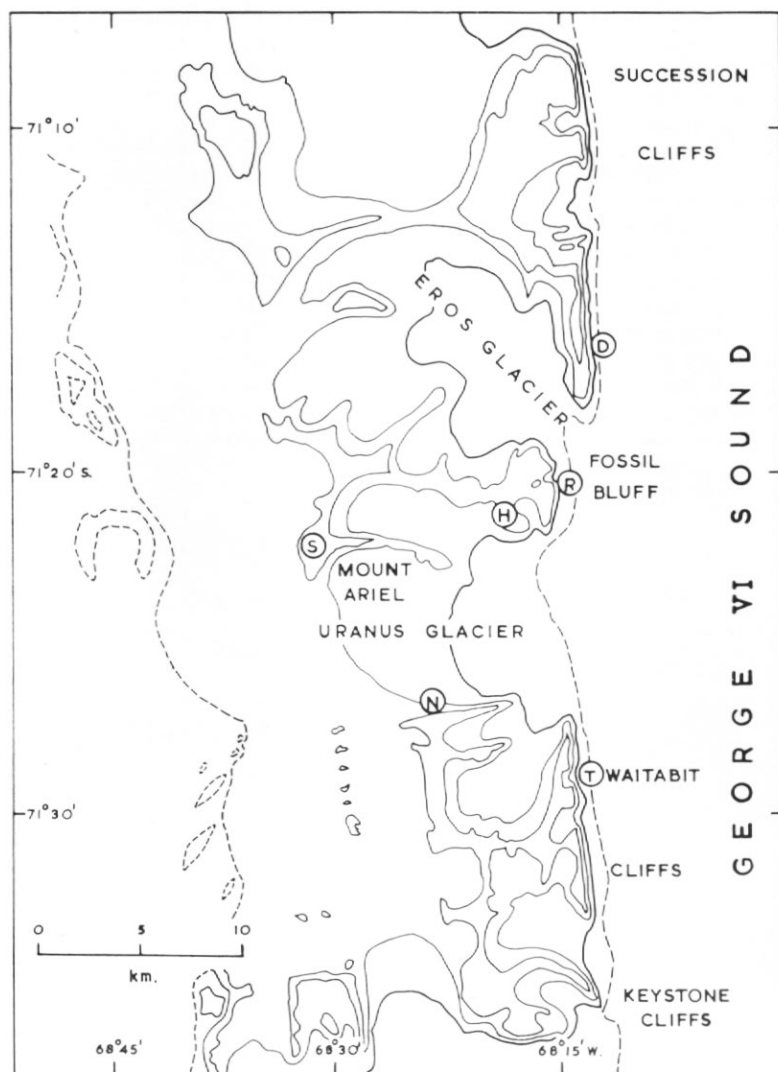 SUCCESSION
71°10'
CLIFFS
EROS GLACIER
D
71°20' S.
FOSSIL
BLUFF
R
H
S
MOUNT
ARIEL
URANUS GLACIER
GEORGE VI SOUND
N
T WAITABIT
71°30'
CLIFFS
0 5 10
km.
KEYSTONE
CLIFFS
68°45' 68°30' 68°15'W.